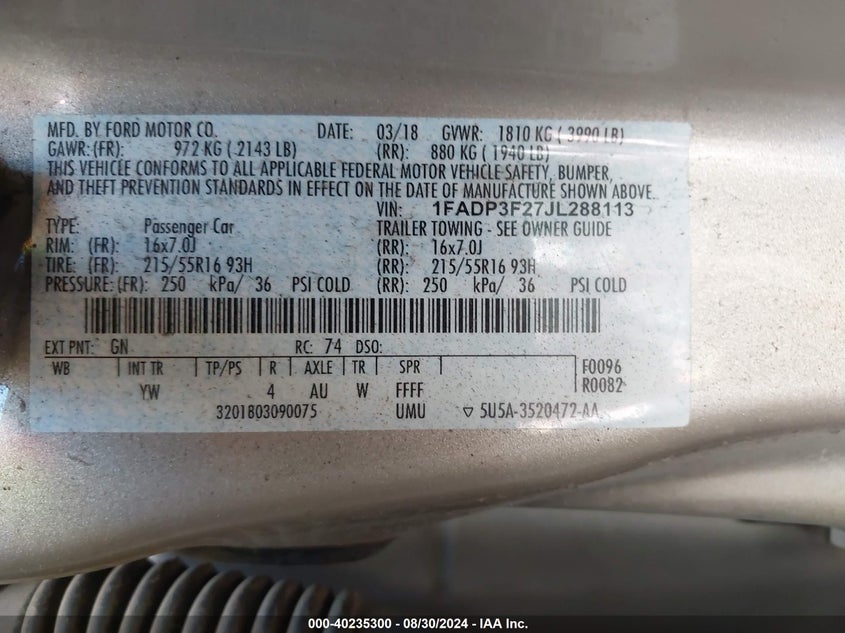 MFD. BY FORD MOTOR CO. DATE: 03/18 GVWR: 1810 KG ( 3990 LB)
GAWR: (FR): 972 KG ( 2143 LB) (RR): 880 KG ( 1940 LB)
THIS VEHICLE CONFORMS TO ALL APPLICABLE FEDERAL MOTOR VEHICLE SAFETY, BUMPER,
AND THEFT PREVENTION STANDARDS IN EFFECT ON THE DATE OF MANUFACTURE SHOWN ABOVE.
VIN: 1FADP3F27JL288113
TYPE: Passenger Car TRAILER TOWING - SEE OWNER GUIDE
RIM: (FR): 16x7.0J (RR): 16x7.0J
TIRE: (FR): 215/55R16 93H (RR): 215/55R16 93H
PRESSURE: (FR): 250 kPa/ 36 PSI COLD (RR): 250 kPa/ 36 PSI COLD
EXT PNT: GN RC: 74 DSO:
WB INT TR TP/PS R AXLE TR SPR F0096
YW 4 AU W FFFF R0082
3201803090075 UMU ▽ 5U5A-3520472-AA
000-40235300 - 08/30/2024 - IAA Inc.